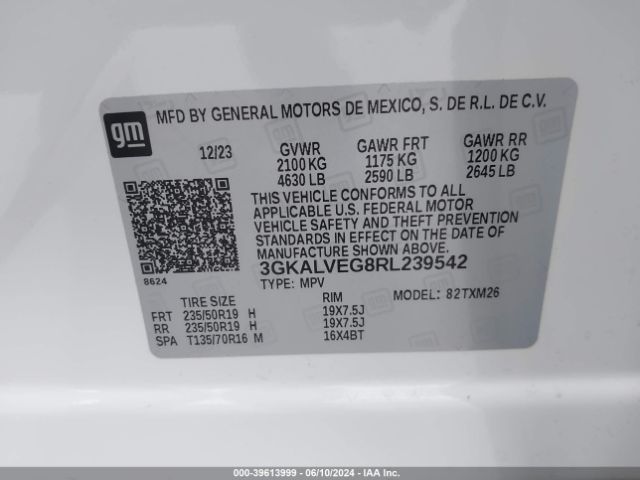 gm
MFD BY GENERAL MOTORS DE MEXICO, S. DE R.L. DE C.V.
12/23 GVWR GAWR FRT GAWR RR
2100 KG 1175 KG 1200 KG
4630 LB 2590 LB 2645 LB
THIS VEHICLE CONFORMS TO ALL
APPLICABLE U.S. FEDERAL MOTOR
VEHICLE SAFETY AND THEFT PREVENTION
STANDARDS IN EFFECT ON THE DATE OF
MANUFACTURE SHOWN ABOVE.
8624
3GKALVEG8RL239542
TYPE: MPV
TIRE SIZE RIM MODEL: 82TXM26
FRT 235/50R19 H 19X7.5J
RR 235/50R19 H 19X7.5J
SPA T135/70R16 M 16X4BT
000-39613999 — 06/10/2024 — IAA Inc.